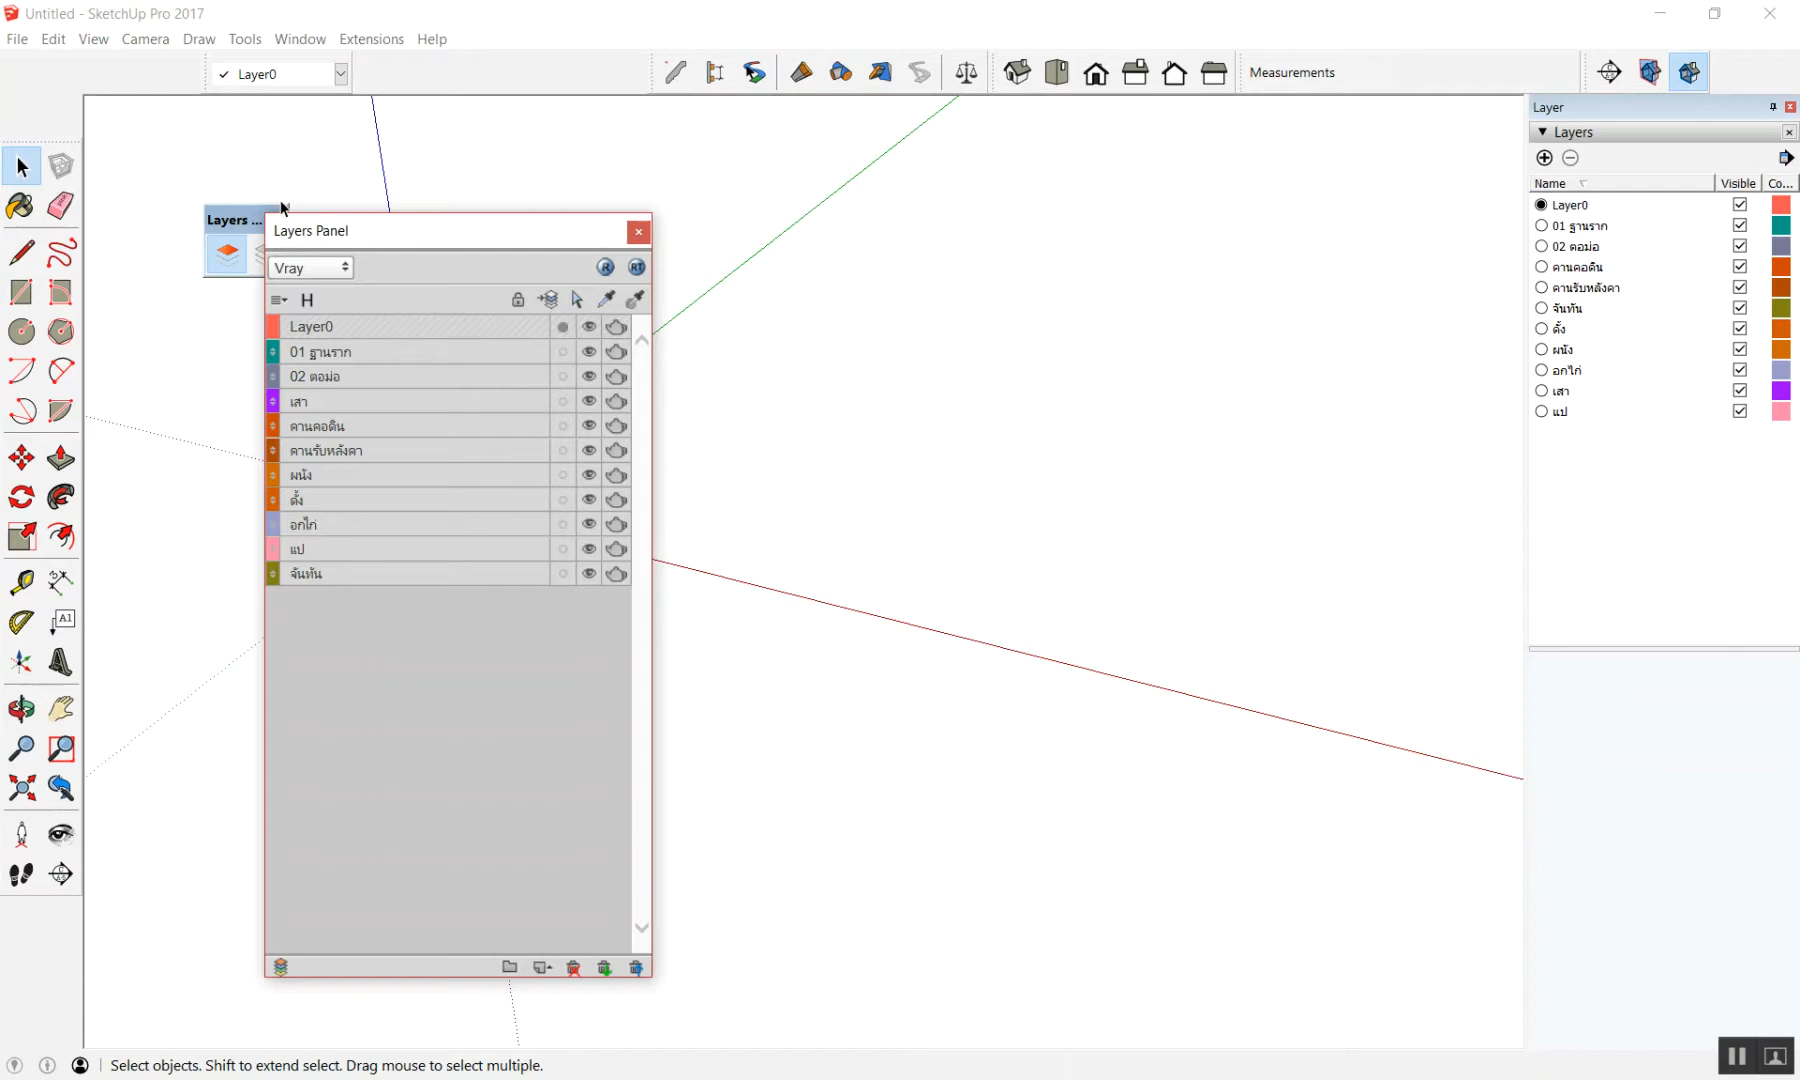 Untitled - SketchUp Pro 2017
File Edit View Camera Draw Tools Window Extensions Help
Layer0
Measurements
Layer
Layers
Name Visible Co...
Layer0
01 ฐานราก
02 ตอม่อ
คานคอดิน
คานรับหลังคา
จันทัน
ดั้ง
ผนัง
อกไก่
เสา
แป
Layers ...
Layers Panel
Vray
R RT
H
Layer0
01 ฐานราก
02 ตอม่อ
เสา
คานคอดิน
คานรับหลังคา
ผนัง
ดั้ง
อกไก่
แป
จันทัน
A1
Select objects. Shift to extend select. Drag mouse to select multiple.